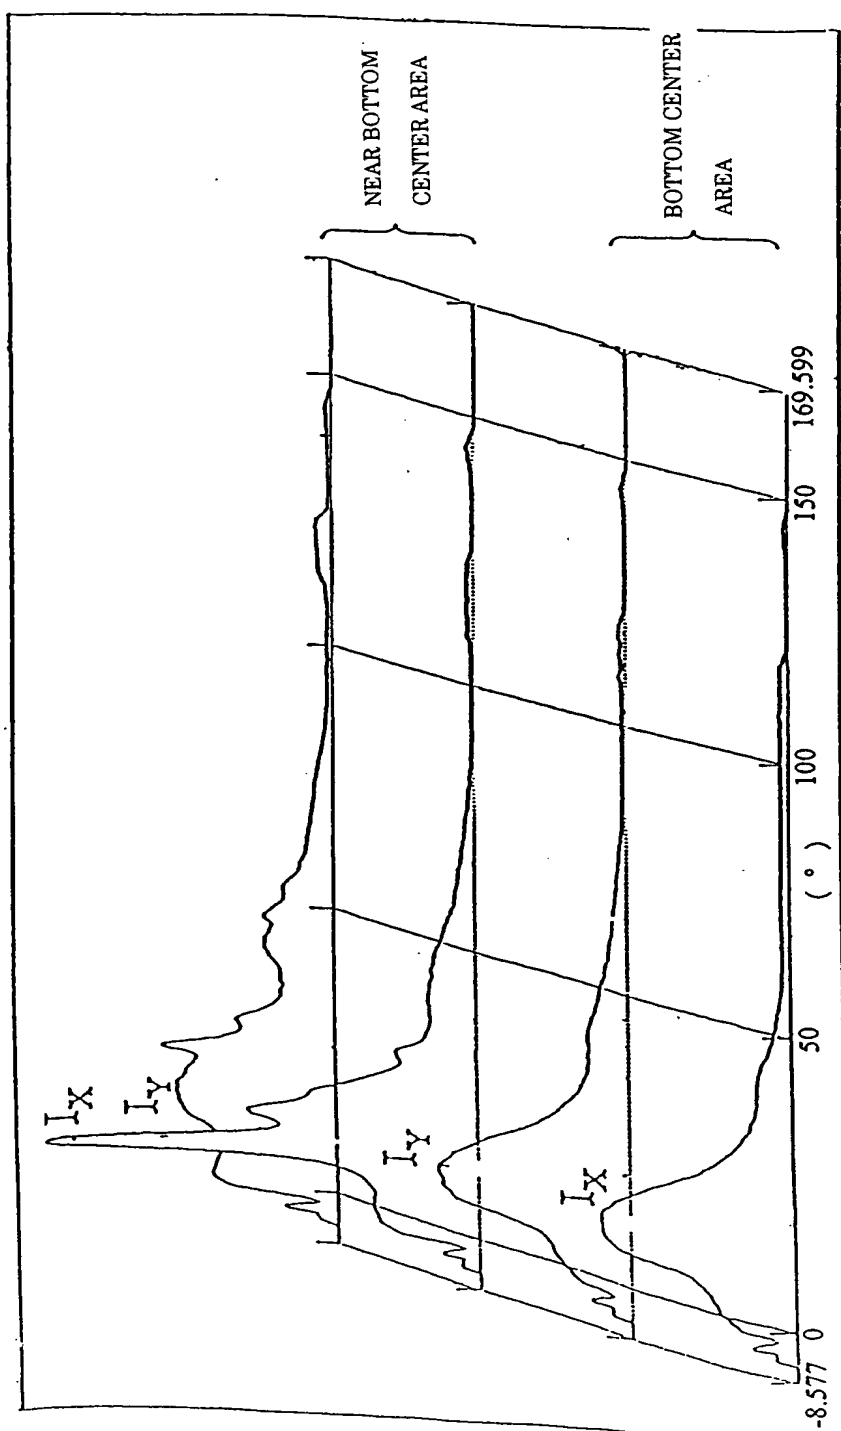 NEAR BOTTOM
CENTER AREA
BOTTOM CENTER
AREA
IX
IY
IY
IX
-8.577
0
50
100
150
169.599
( ° )